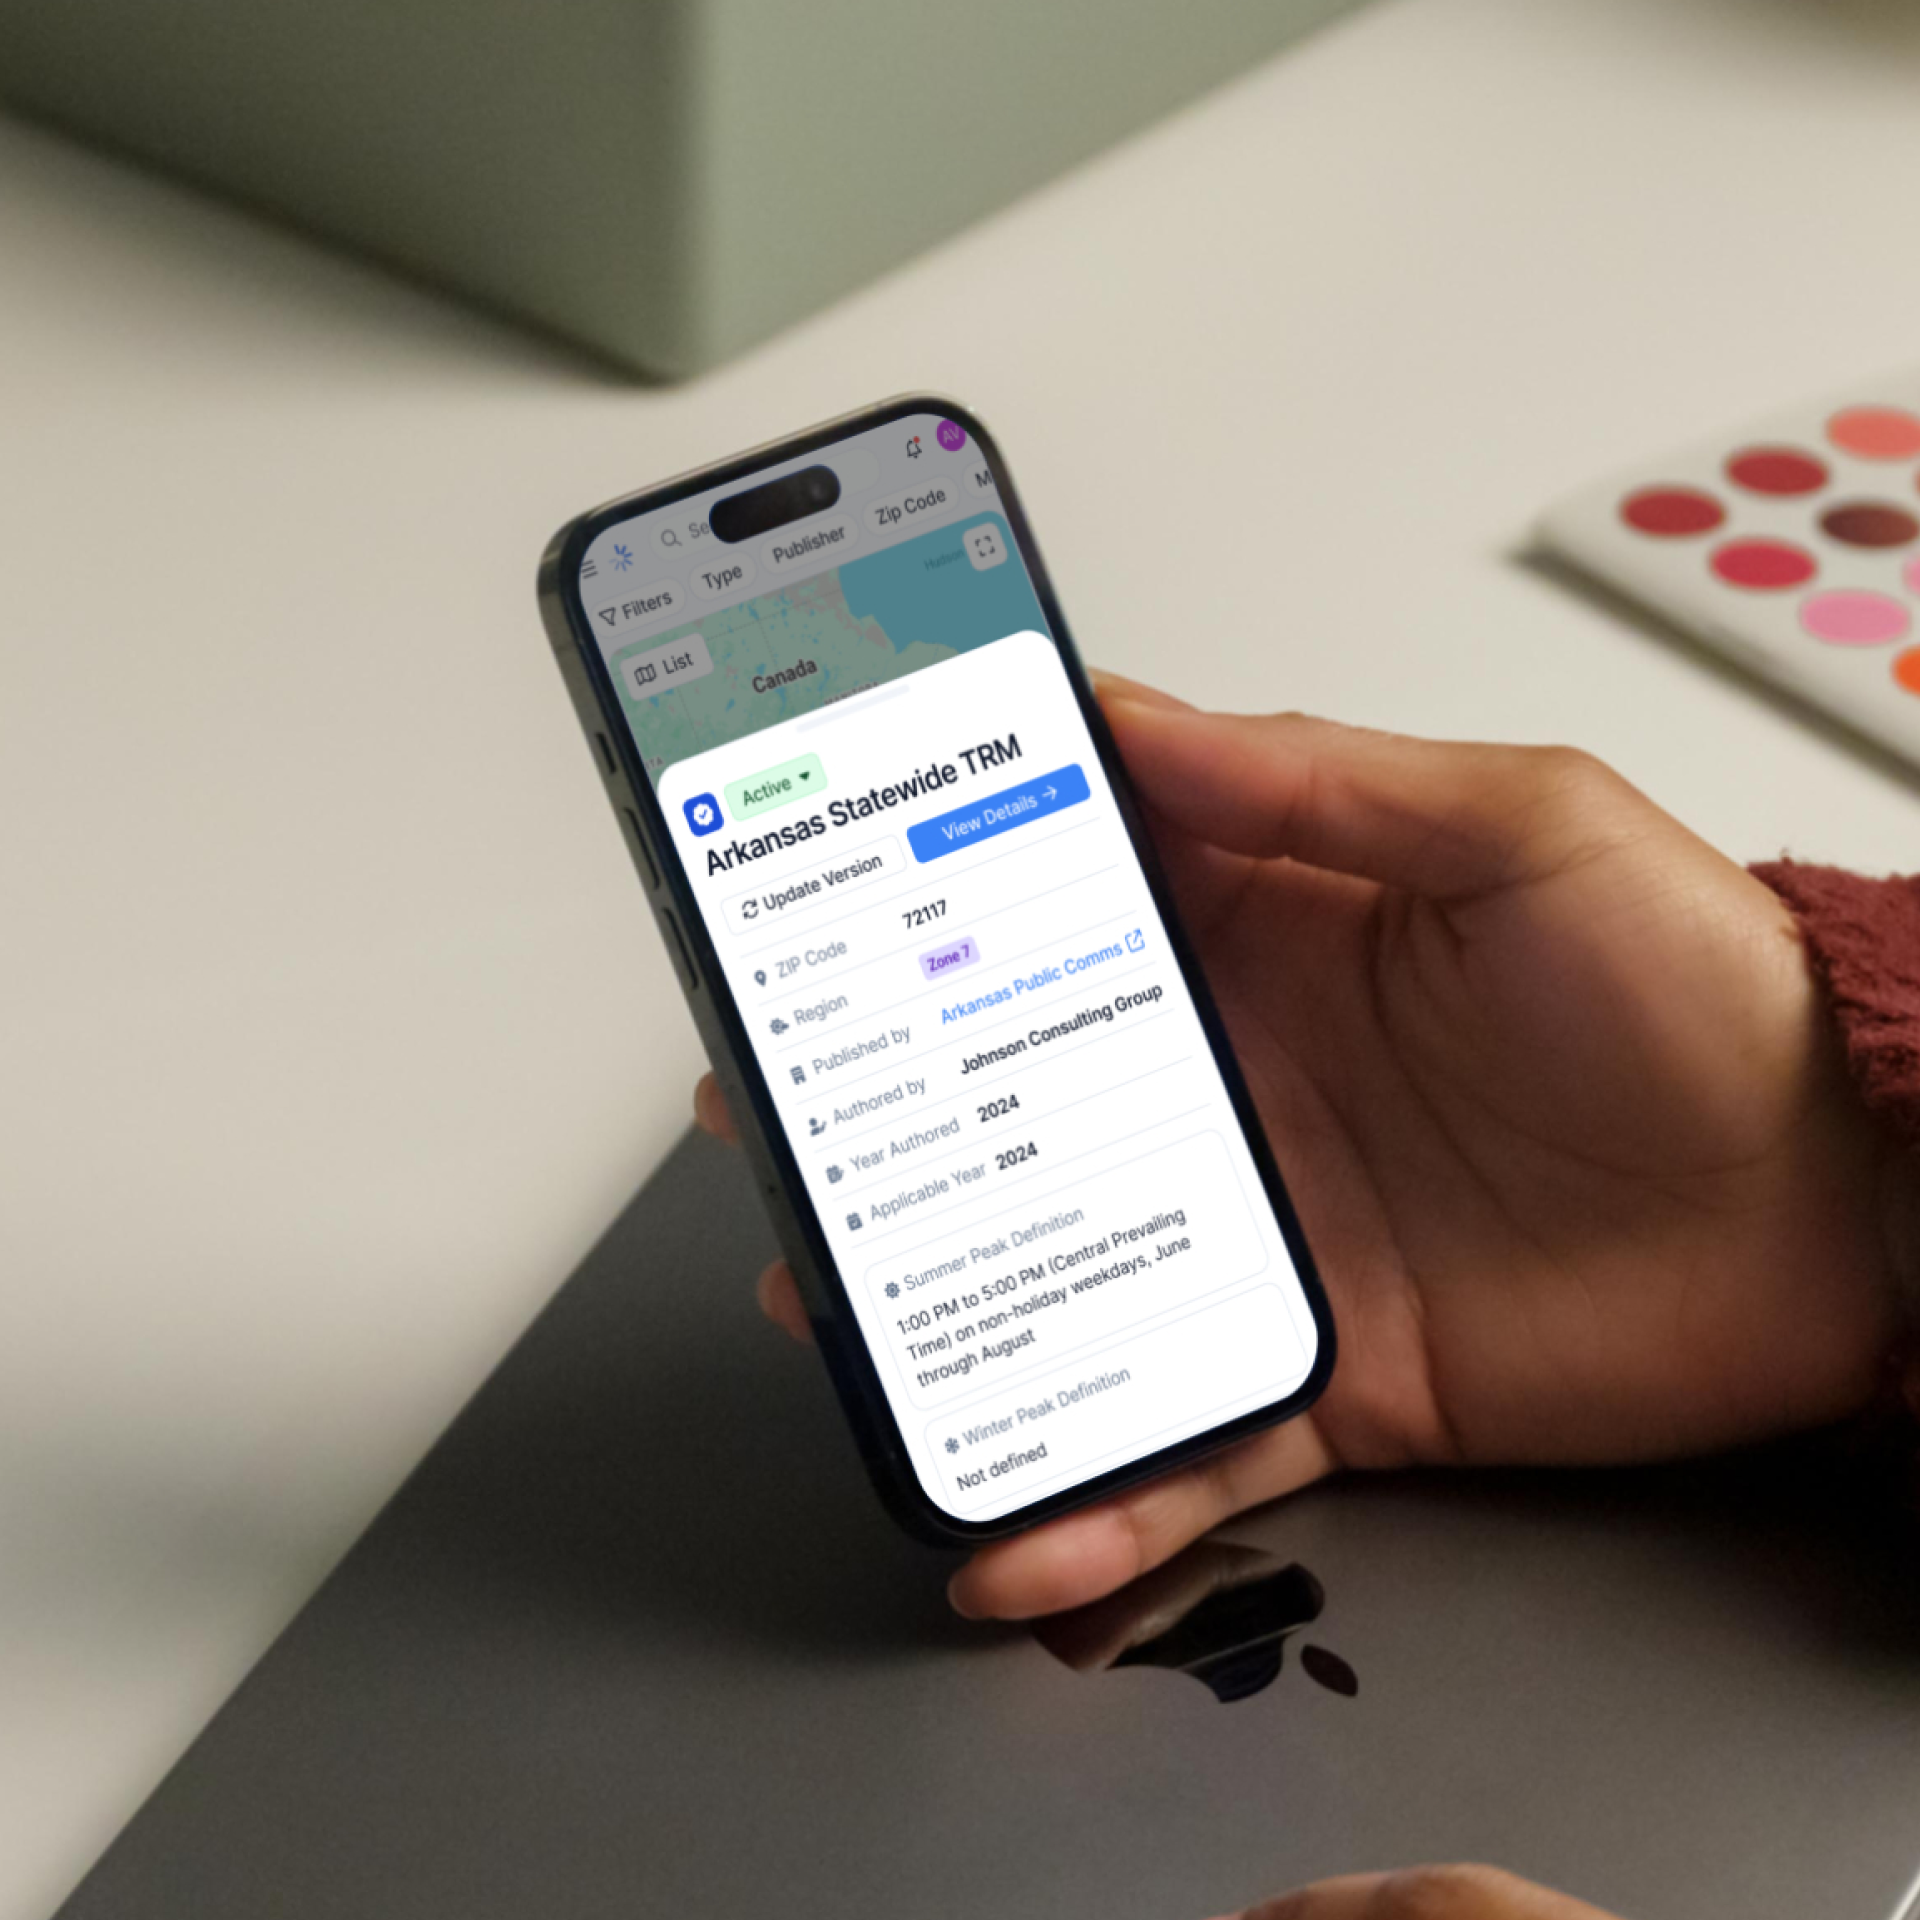 AV
Filters
Type
Publisher
Zip Code
List
Canada
Hudson
Active
Arkansas Statewide TRM
Update Version
View Details →
ZIP Code 72117
Region Zone 7
Published by Arkansas Public Comms
Authored by Johnson Consulting Group
Year Authored 2024
Applicable Year 2024
Summer Peak Definition
1:00 PM to 5:00 PM (Central Prevailing
Time) on non-holiday weekdays, June
through August
Winter Peak Definition
Not defined